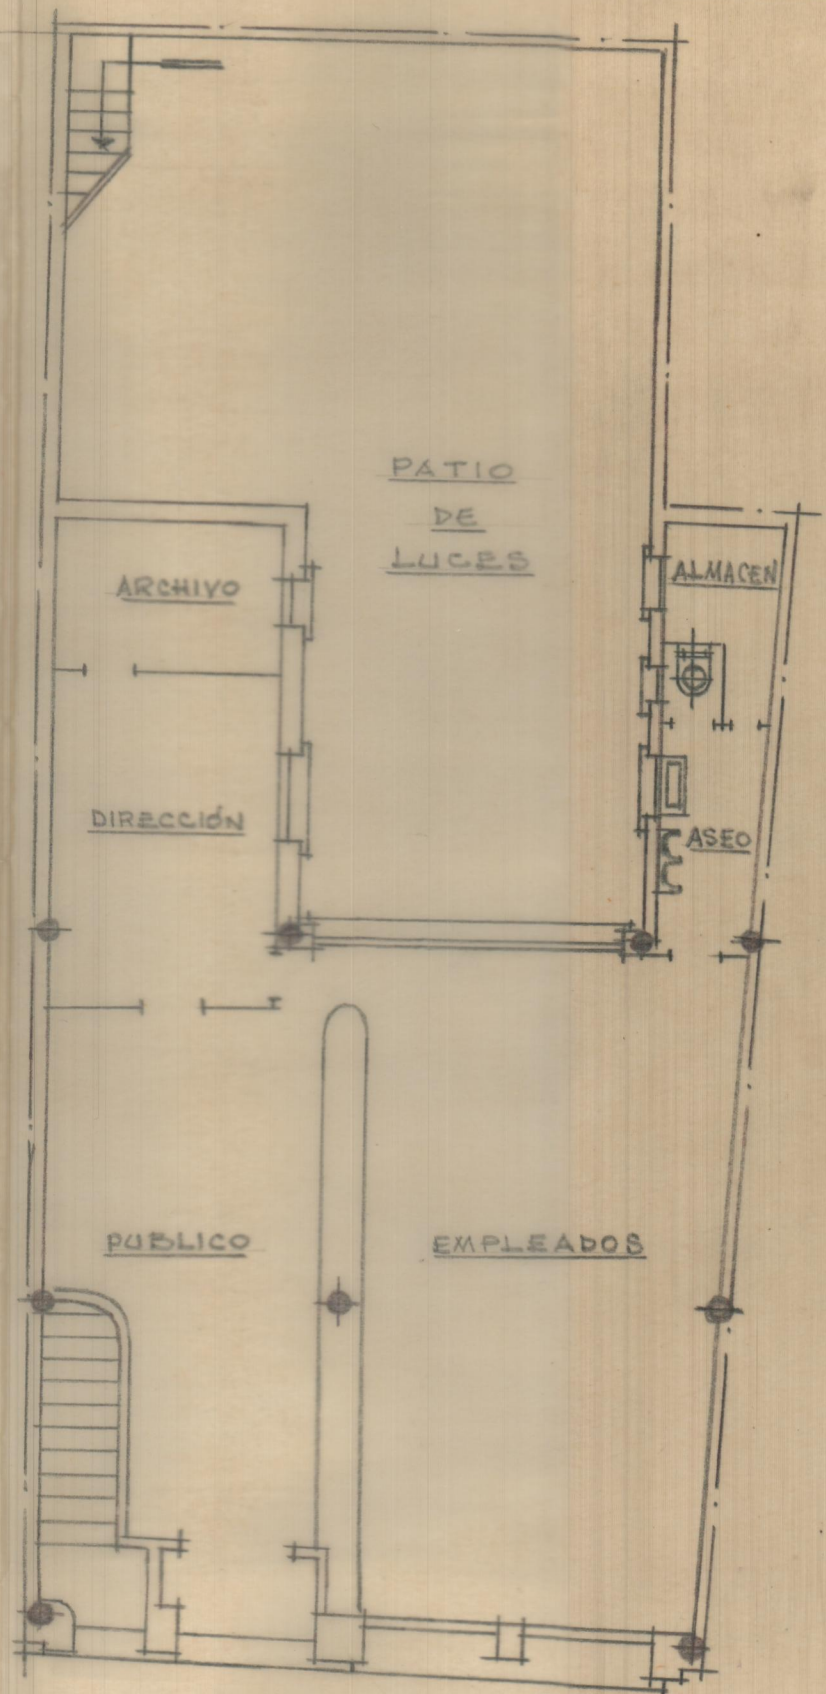 PATIO
DE
LUCES
ARCHIVO
ALMACEN
DIRECCIÓN
ASEO
PUBLICO
EMPLEADOS